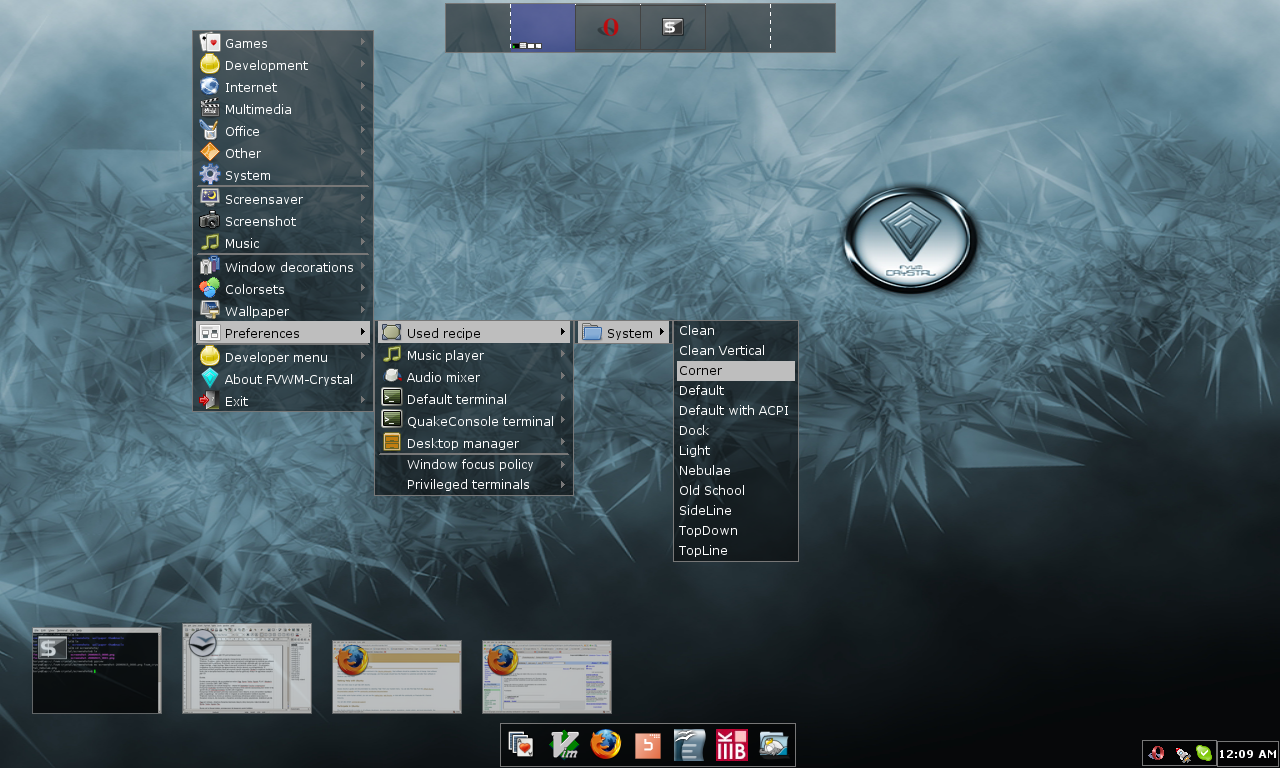 Games
Development
Internet
Multimedia
Office
Other
System
Screensaver
Screenshot
Music
Window decorations
Colorsets
Wallpaper
Preferences
Developer menu
About FVWM-Crystal
Exit
Used recipe
Music player
Audio mixer
Default terminal
QuakeConsole terminal
Desktop manager
Window focus policy
Privileged terminals
System
Clean
Clean Vertical
Corner
Default
Default with ACPI
Dock
Light
Nebulae
Old School
SideLine
TopDown
TopLine
FVWM
CRYSTAL
Vim
12:09 AM